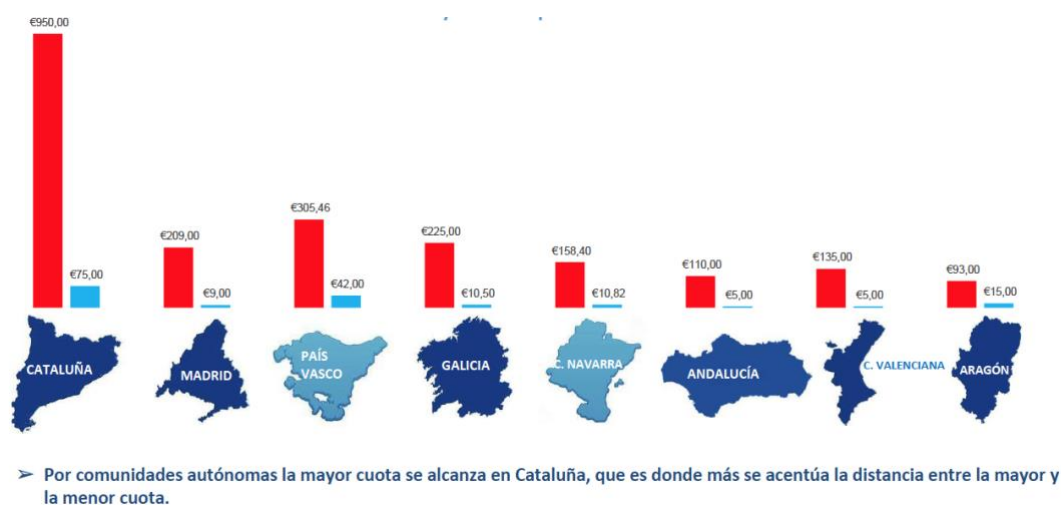 €950,00
€75,00
€209,00
€9,00
€305,46
€42,00
€225,00
€10,50
€158,40
€10,82
€110,00
€5,00
€135,00
€5,00
€93,00
€15,00
CATALUÑA
MADRID
PAÍS
VASCO
GALICIA
C. NAVARRA
ANDALUCÍA
C. VALENCIANA
ARAGÓN
➢ Por comunidades autónomas la mayor cuota se alcanza en Cataluña, que es donde más se acentúa la distancia entre la mayor y
la menor cuota.